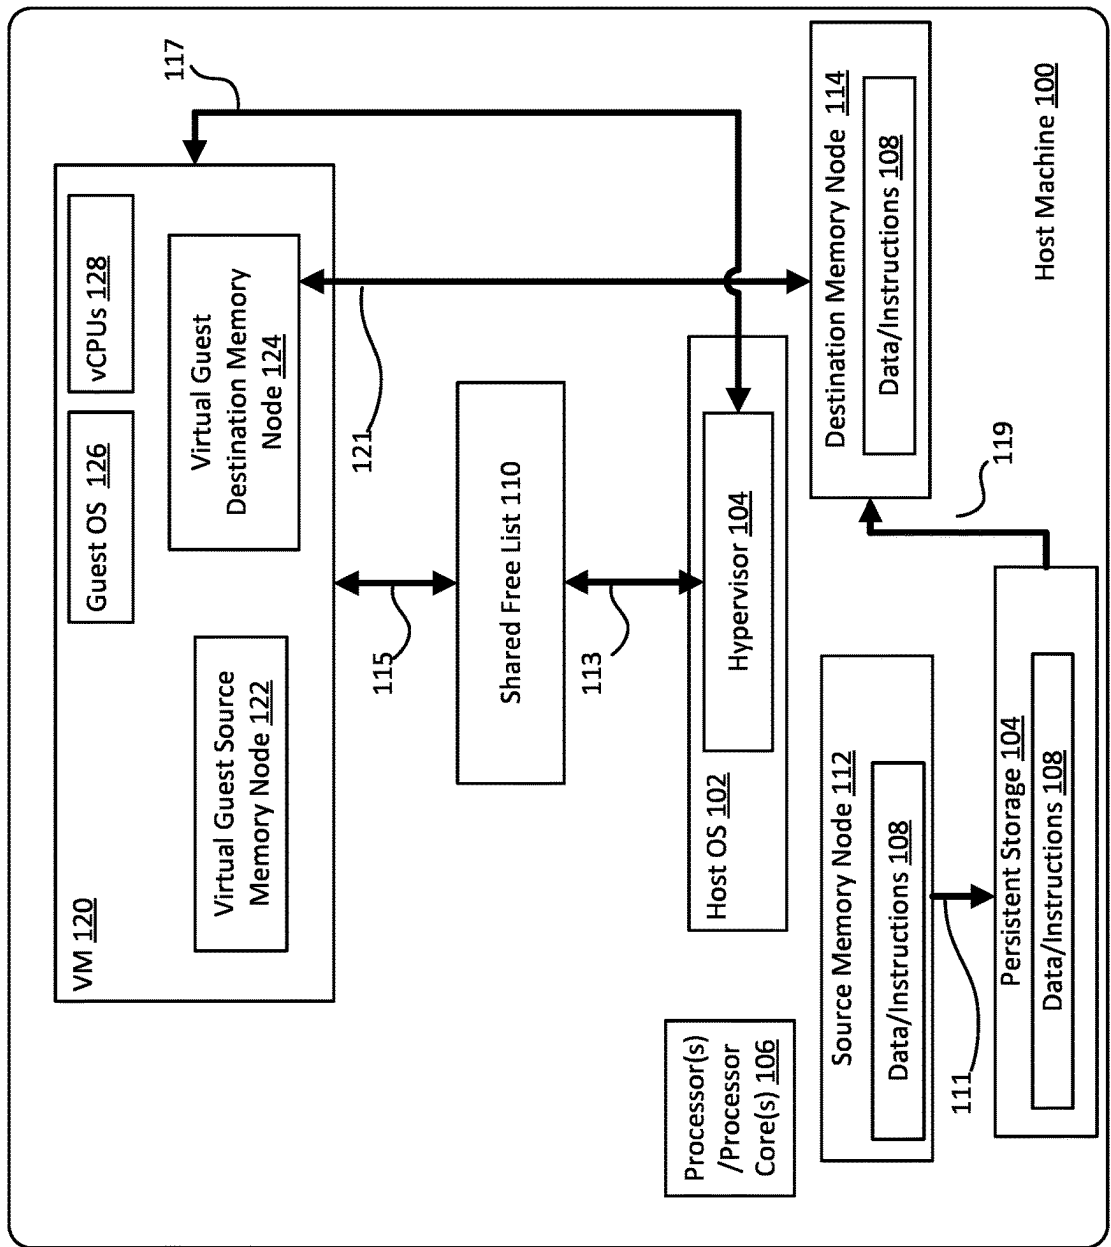 VM 120
Guest OS 126
vCPUs 128
117
Virtual Guest Source
Memory Node 122
Virtual Guest
Destination Memory
Node 124
115
121
Shared Free List 110
113
Processor(s)
/Processor
Core(s) 106
Host OS 102
Hypervisor 104
Source Memory Node 112
Data/Instructions 108
Destination Memory Node 114
Data/Instructions 108
111
119
Persistent Storage 104
Data/Instructions 108
Host Machine 100